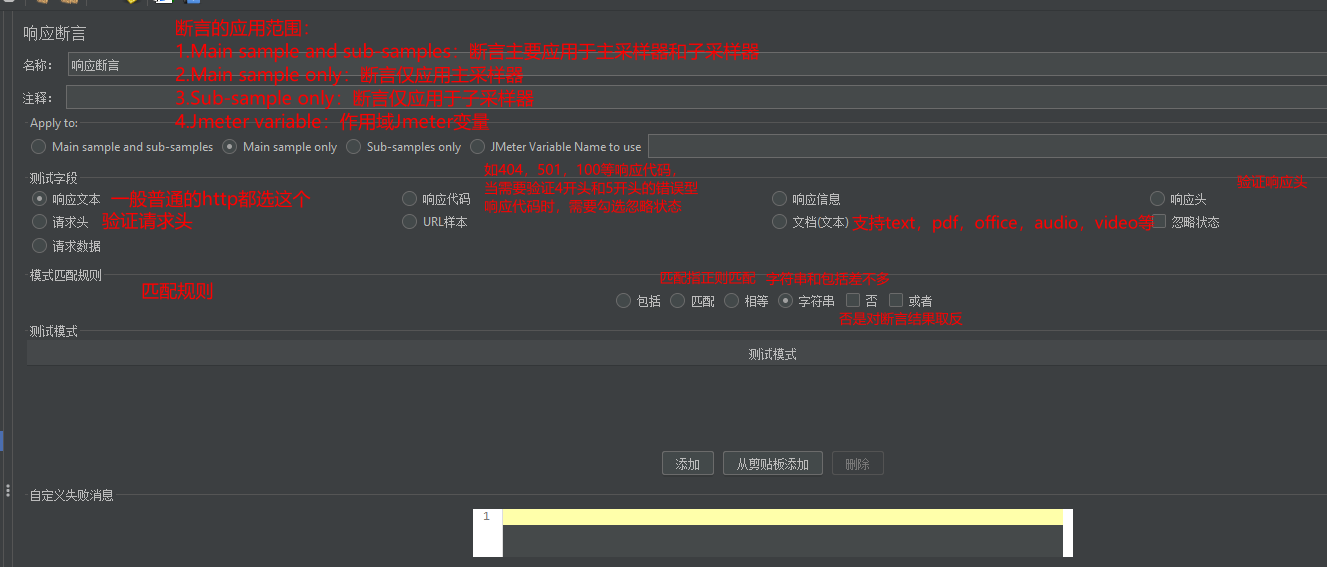 响应断言
断言的应用范围:
1.Main sample and sub-samples：断言主要应用于主采样器和子采样器
名称： 响应断言
2.Main sample only：断言仅应用主采样器
注释： 3.Sub-sample only：断言仅应用于子采样器
4.Jmeter variable：作用域Jmeter变量
Apply to:
Main sample and sub-samples Main sample only Sub-samples only JMeter Variable Name to use
测试字段
如404，501，100等响应代码，
当需要验证4开头和5开头的错误型
响应代码时，需要勾选忽略状态
验证响应头
响应文本 一般普通的http都选这个 响应代码 响应信息 响应头
请求头 验证请求头 URL样本 文档(文本) 支持text，pdf，office，audio，video等 忽略状态
请求数据
模式匹配规则
匹配规则
匹配指正则匹配 字符串和包括差不多
包括 匹配 相等 字符串 否 或者
否是对断言结果取反
测试模式
测试模式
添加 从剪贴板添加 删除
自定义失败消息
1